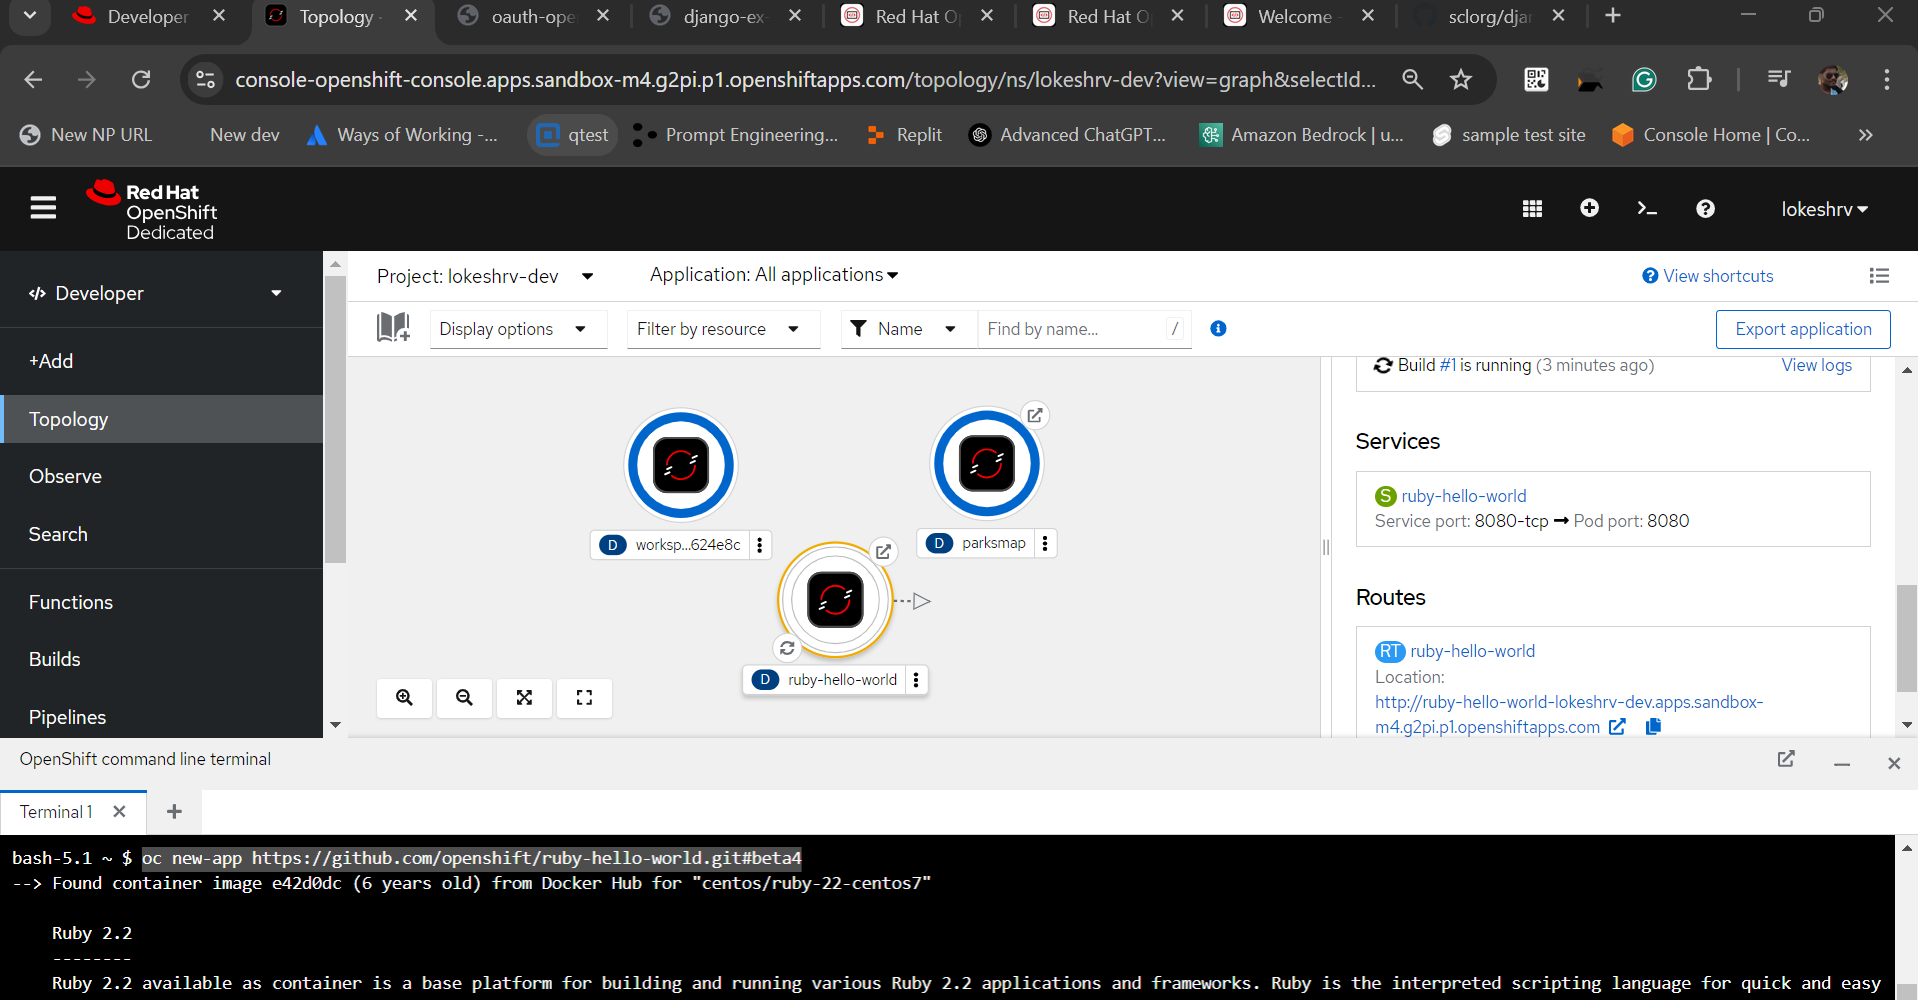 Developer
Topology
oauth-ope
django-ex
Red Hat O
Red Hat O
Welcome
sclorg/djar
console-openshift-console.apps.sandbox-m4.g2pi.p1.openshiftapps.com/topology/ns/lokeshrv-dev?view=graph&selectId...
New NP URL
New dev
Ways of Working -...
qtest
Prompt Engineering...
Replit
Advanced ChatGPT...
Amazon Bedrock | u...
sample test site
Console Home | Co...
Red Hat
OpenShift
Dedicated
lokeshrv
Developer
+Add
Topology
Observe
Search
Functions
Builds
Pipelines
Project: lokeshrv-dev
Application: All applications
View shortcuts
Display options
Filter by resource
Name
Find by name...
/
Export application
worksp...624e8c
D
parksmap
D
ruby-hello-world
D
Build #1 is running (3 minutes ago)
View logs
Services
S ruby-hello-world
Service port: 8080-tcp → Pod port: 8080
Routes
RT ruby-hello-world
Location:
http://ruby-hello-world-lokeshrv-dev.apps.sandbox-
m4.g2pi.p1.openshiftapps.com
OpenShift command line terminal
Terminal 1
bash-5.1 ~ $ oc new-app https://github.com/openshift/ruby-hello-world.git#beta4
--> Found container image e42d0dc (6 years old) from Docker Hub for "centos/ruby-22-centos7"
Ruby 2.2
--------
Ruby 2.2 available as container is a base platform for building and running various Ruby 2.2 applications and frameworks. Ruby is the interpreted scripting language for quick and easy